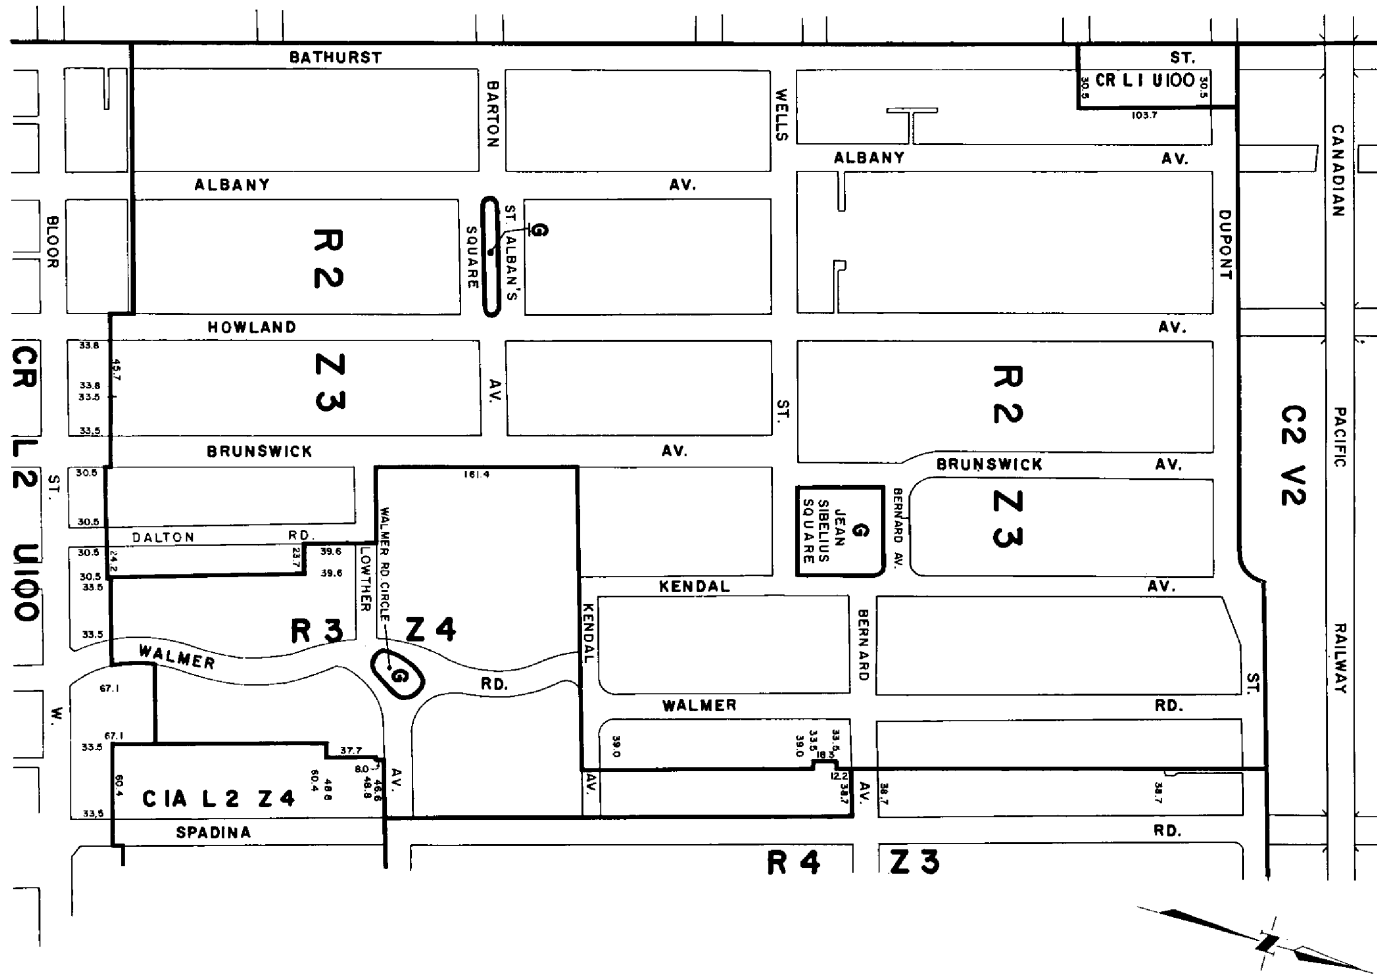 BATHURST ST.
CR L1 U100
30.5
30.5
103.7
BARTON AV.
WELLS ST.
ALBANY AV.
ALBANY AV.
CANADIAN PACIFIC RAILWAY
BLOOR ST. W.
R2 Z3
ST. ALBAN'S
SQUARE
G
DUPONT ST.
HOWLAND AV.
CR L2 U100
33.8
45.7
33.8
33.5
33.5
R2 Z3
C2 V2
BRUNSWICK AV.
BRUNSWICK AV.
30.5
161.4
30.5
DALTON RD.
30.5
24.2
23.7
39.6
39.6
30.5
33.5
33.5
LOWTHER AV.
WALMER RD. CIRCLE
G
JEAN
SIBELIUS
SQUARE
G
BERNARD AV.
KENDAL AV.
KENDAL AV.
BERNARD AV.
R3 Z4
WALMER RD.
WALMER RD.
67.1
67.1
33.5
37.7
8.0
60.4
60.4
48.8
48.8
46.6
39.0
39.0
33.5
33.5
18.3
12.2
38.7
38.7
38.7
C1A L2 Z4
33.5
SPADINA RD.
R4 Z3
N